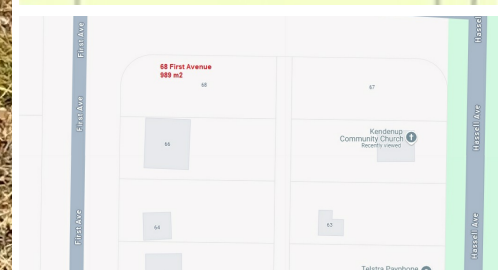 First Ave
Hassel
68 First Avenue
989 m2
68
67
First Ave
Hassell Ave
Kendenup
Community Church
Recently viewed
66
First Ave
64
63
Hassell Ave
Telstra Payphone